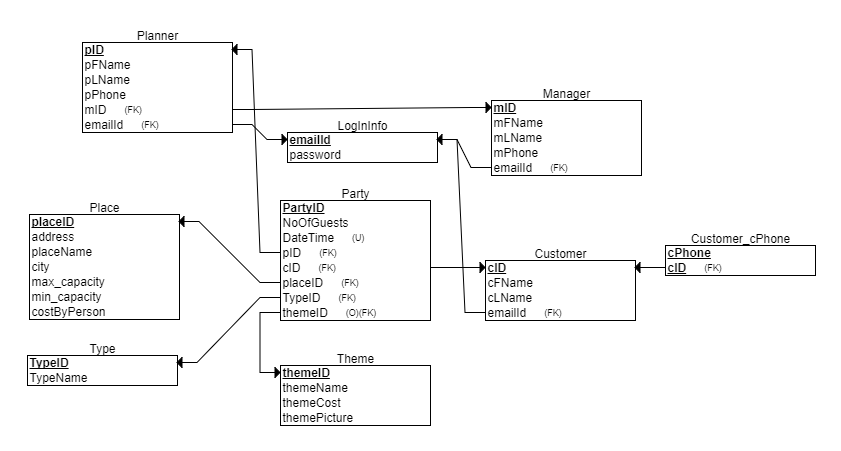 Planner
pID
pFName
pLName
pPhone
mID (FK)
emailId (FK)
Manager
mID
mFName
mLName
mPhone
emailId (FK)
LogInInfo
emailId
password
Place
placeID
address
placeName
city
max_capacity
min_capacity
costByPerson
Party
PartyID
NoOfGuests
DateTime (U)
pID (FK)
cID (FK)
placeID (FK)
TypeID (FK)
themeID (O)(FK)
Customer
cID
cFName
cLName
emailId (FK)
Customer_cPhone
cPhone
cID (FK)
Type
TypeID
TypeName
Theme
themeID
themeName
themeCost
themePicture